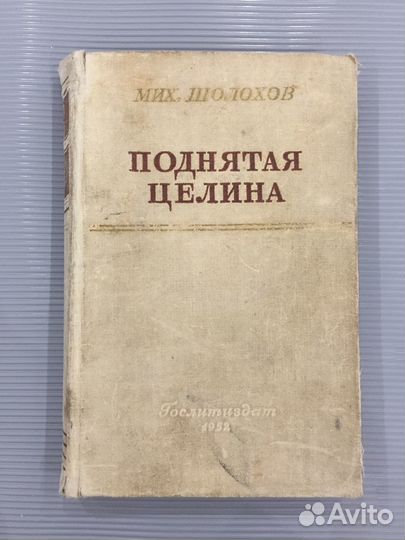 МИХ. ШОЛОХОВ
ПОДНЯТАЯ
ЦЕЛИНА
Гослитиздат
1952
Avito